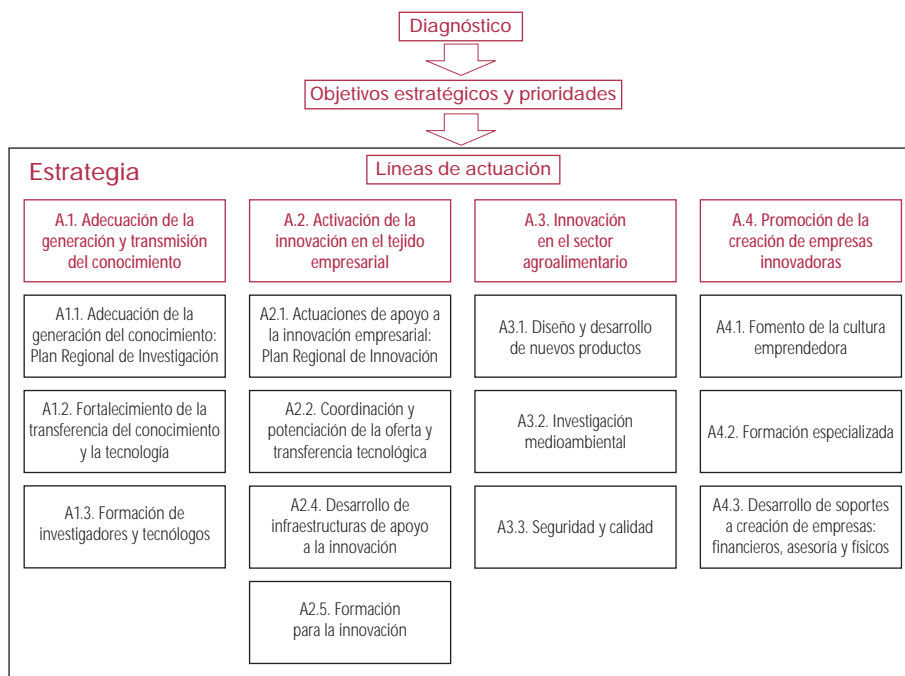 Diagnóstico
Objetivos estratégicos y prioridades
Estrategia
Líneas de actuación
A.1. Adecuación de la
generación y transmisión
del conocimiento
A.2. Activación de la
innovación en el tejido
empresarial
A.3. Innovación
en el sector
agroalimentario
A.4. Promoción de la
creación de empresas
innovadoras
A1.1. Adecuación de la
generación del conocimiento:
Plan Regional de Investigación
A2.1. Actuaciones de apoyo a
la innovación empresarial:
Plan Regional de Innovación
A3.1. Diseño y desarrollo
de nuevos productos
A4.1. Fomento de la cultura
emprendedora
A1.2. Fortalecimiento de la
transferencia del conocimiento
y la tecnología
A2.2. Coordinación y
potenciación de la oferta y
transferencia tecnológica
A3.2. Investigación
medioambiental
A4.2. Formación especializada
A1.3. Formación de
investigadores y tecnólogos
A2.4. Desarrollo de
infraestructuras de apoyo
a la innovación
A3.3. Seguridad y calidad
A4.3. Desarrollo de soportes
a creación de empresas:
financieros, asesoría y físicos
A2.5. Formación
para la innovación